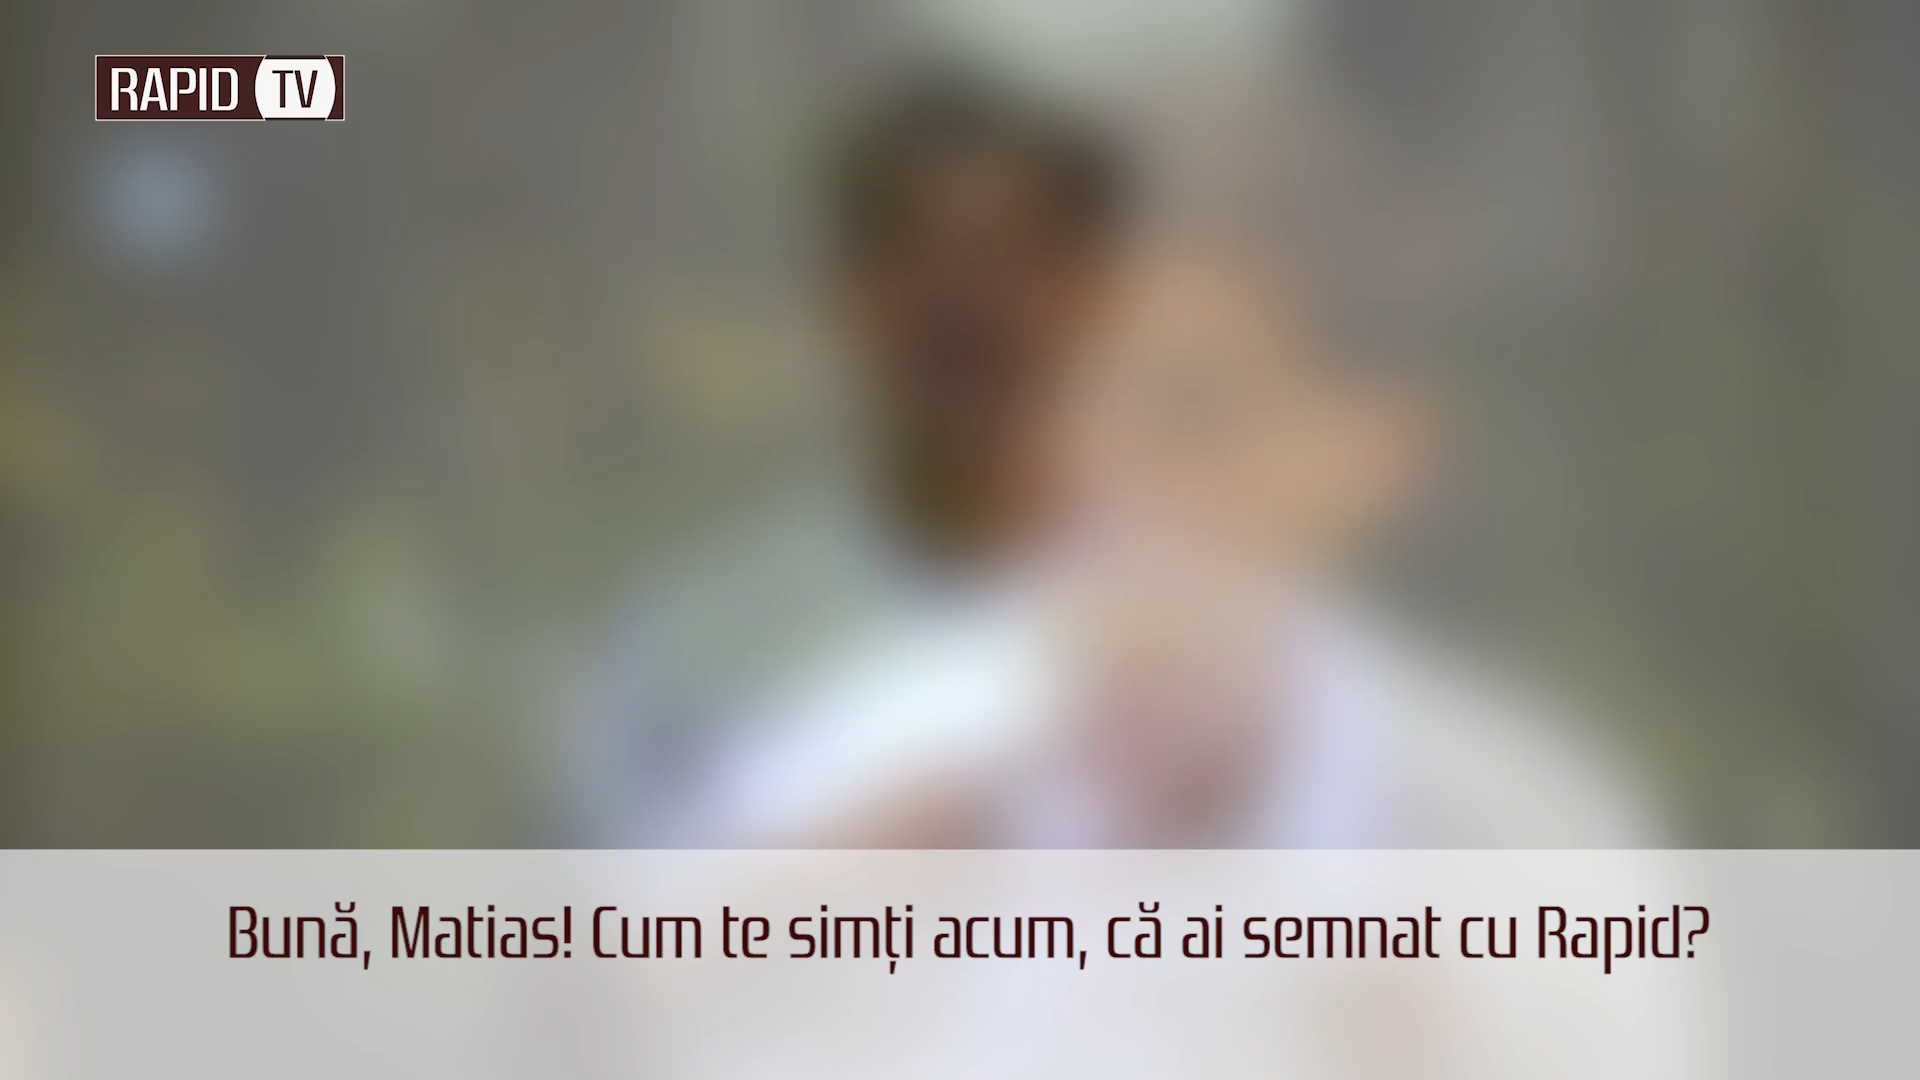 RAPID TV
Bună, Matias! Cum te simți acum, că ai semnat cu Rapid?